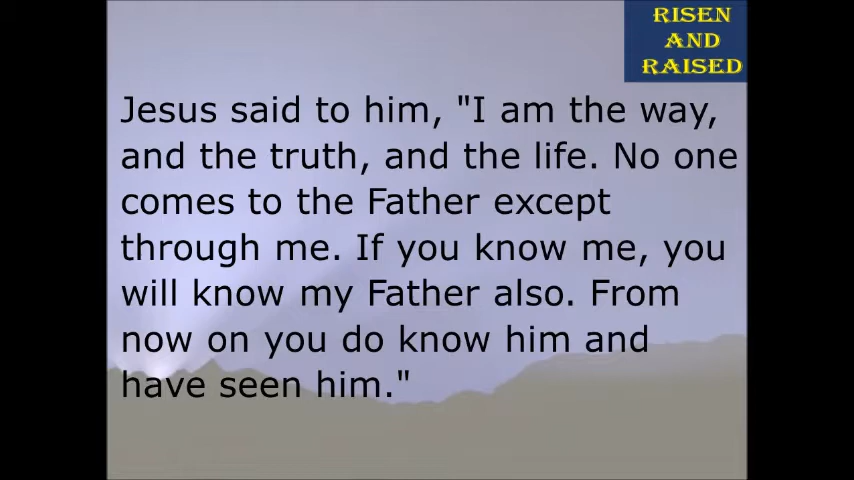 RISEN
AND
RAISED
Jesus said to him, "I am the way,
and the truth, and the life. No one
comes to the Father except
through me. If you know me, you
will know my Father also. From
now on you do know him and
have seen him."